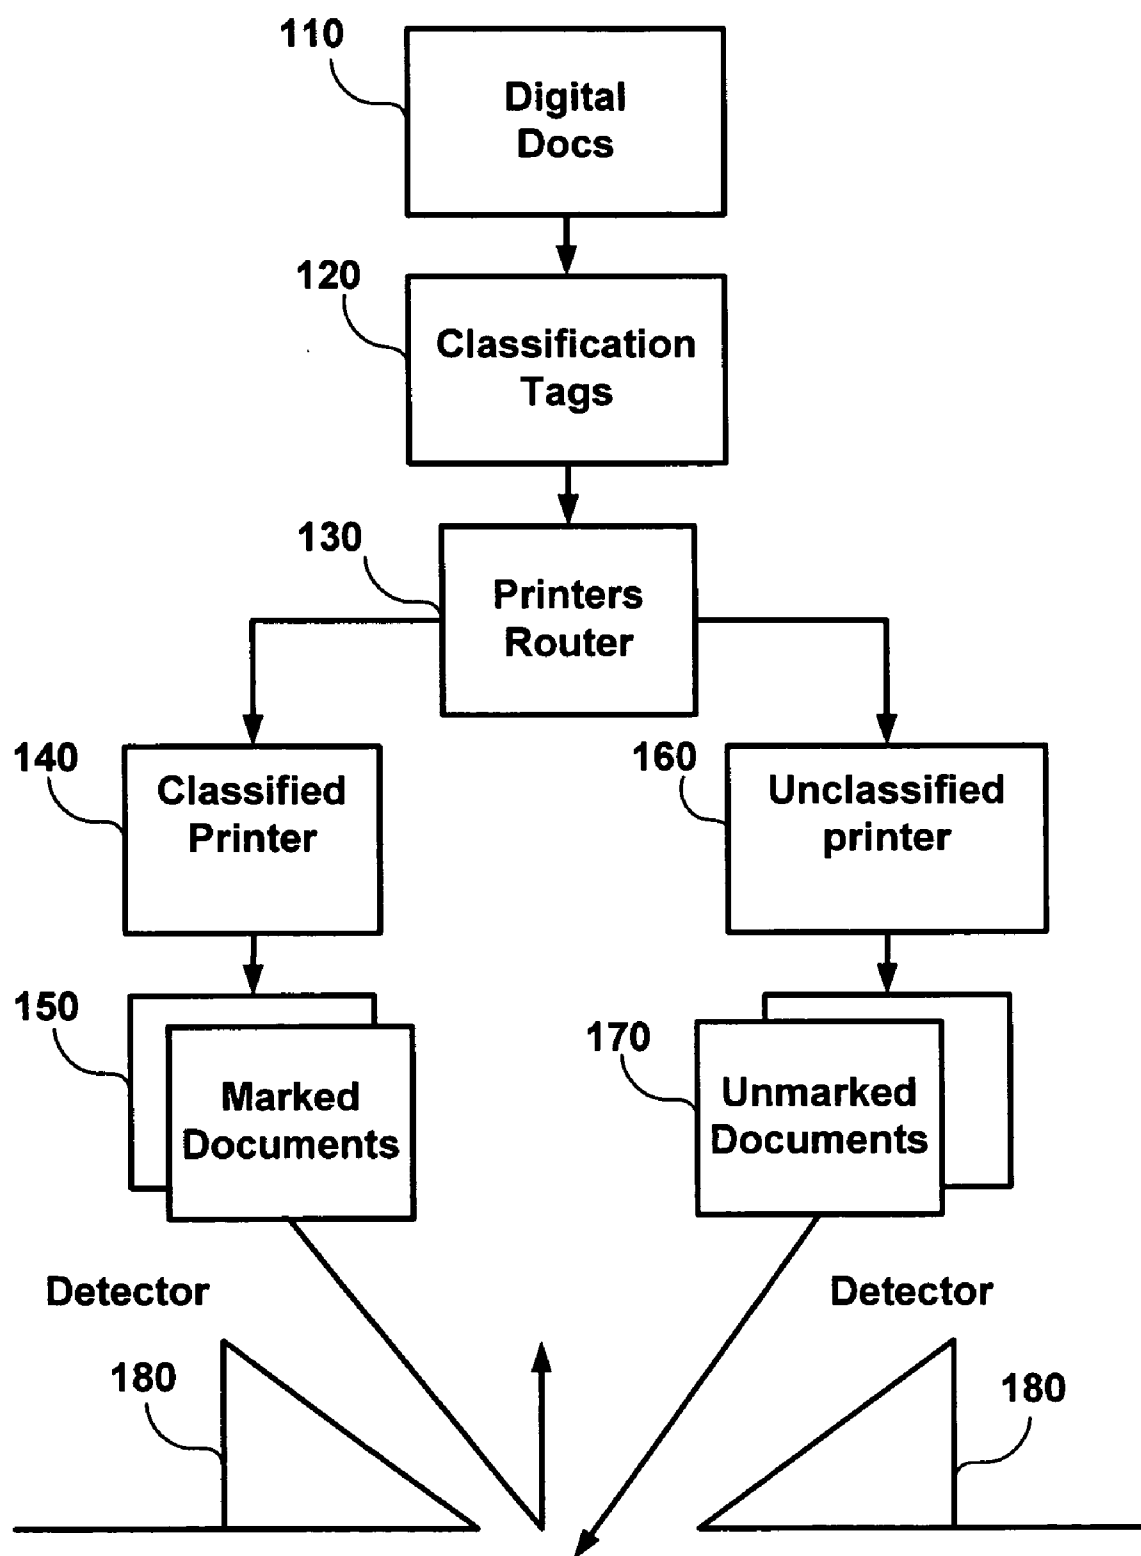 110
Digital
Docs
120
Classification
Tags
130
Printers
Router
140
Classified
Printer
160
Unclassified
printer
150
Marked
Documents
170
Unmarked
Documents
Detector
Detector
180
180